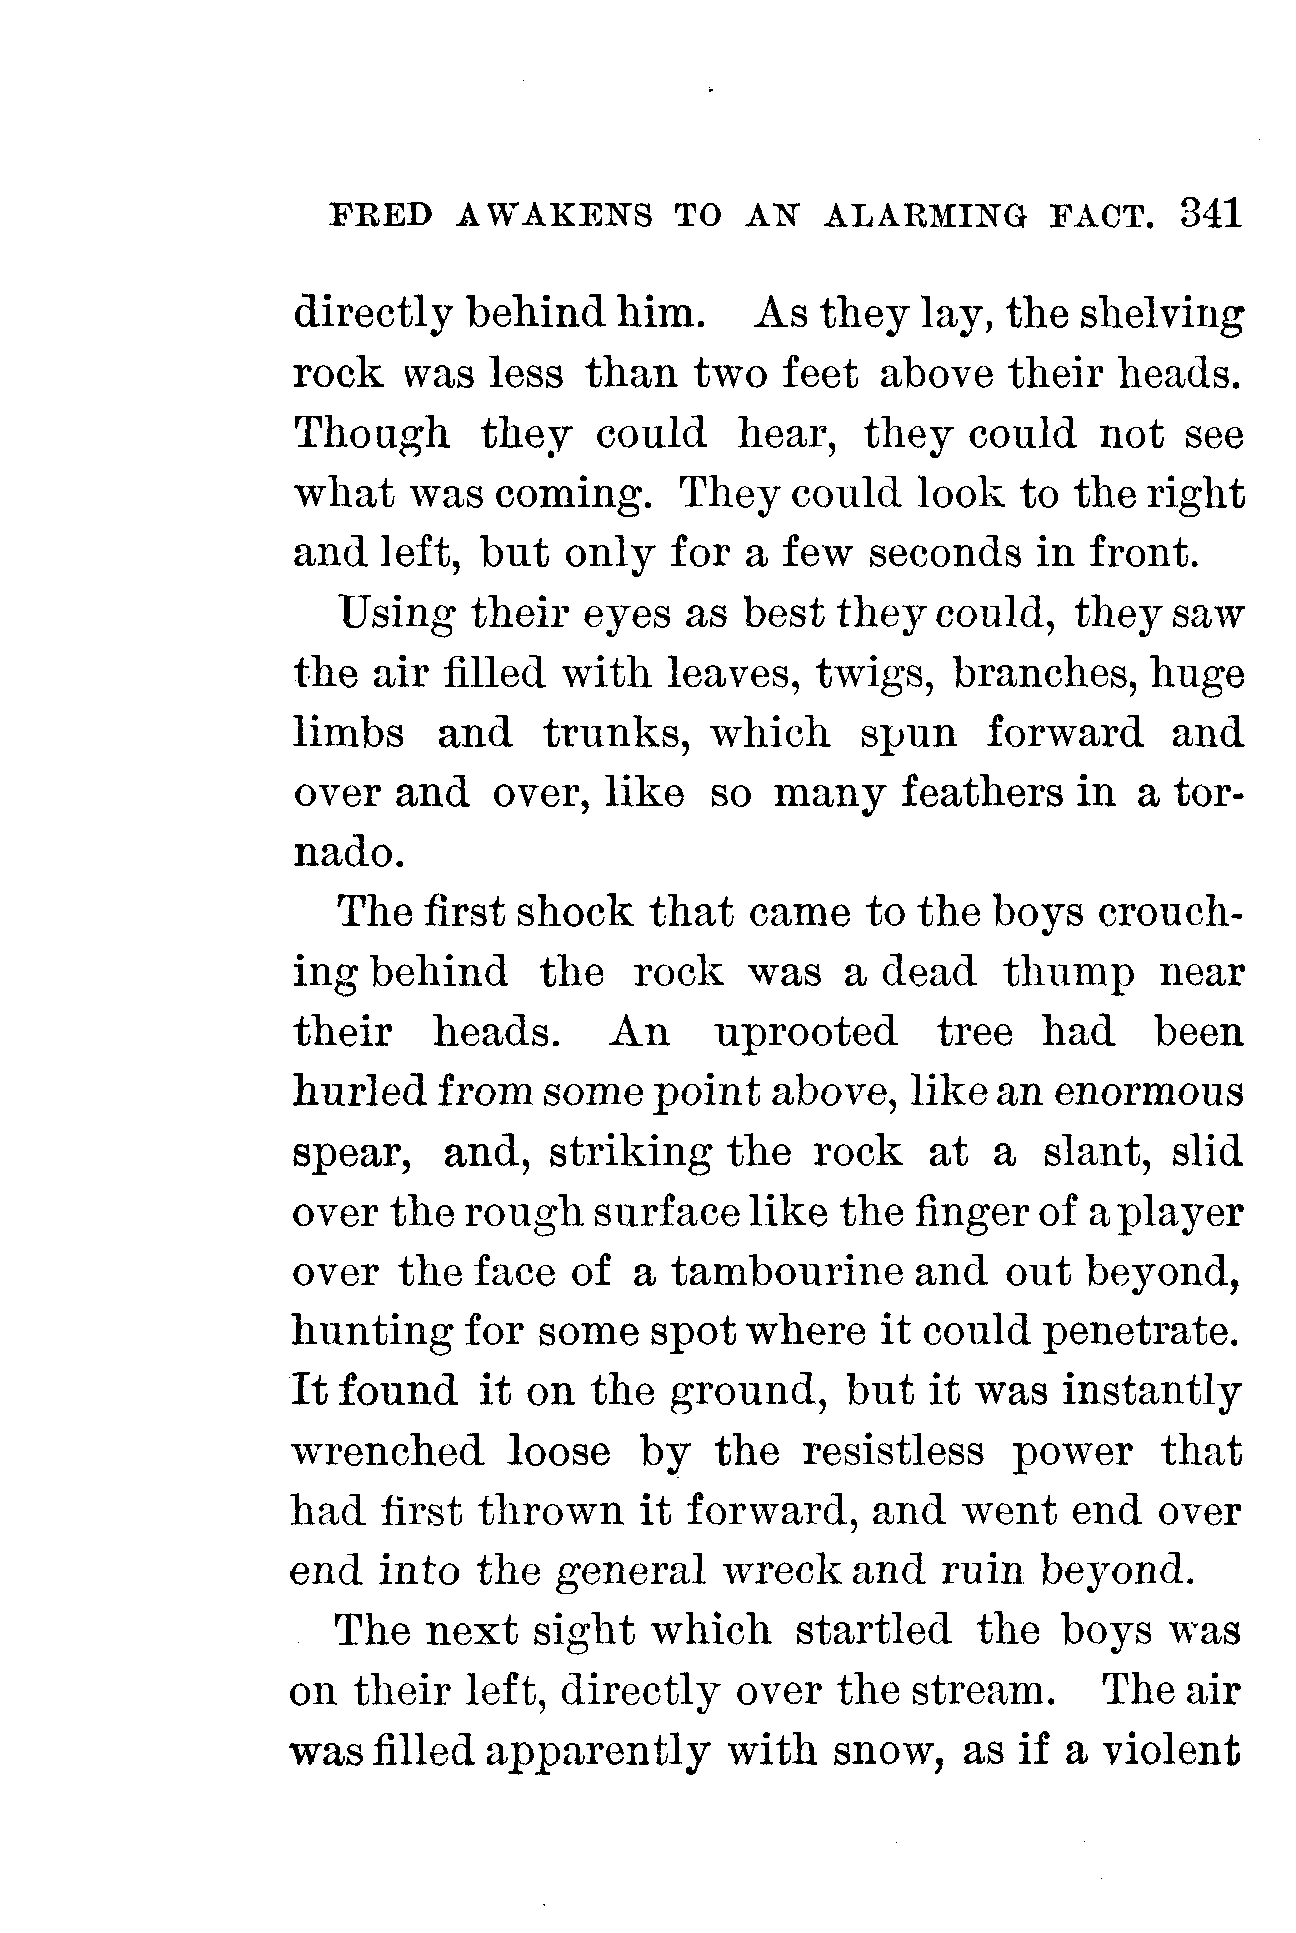 FRED AWAKENS TO AN ALARMING FACT. 341
directly behind him. As they lay, the shelving
rock was less than two feet above their heads.
Though they could hear, they could not see
what was coming. They could look to the right
and left, but only for a few seconds in front.
Using their eyes as best they could, they saw
the air filled with leaves, twigs, branches, huge
limbs and trunks, which spun forward and
over and over, like so many feathers in a tor-
nado.
The first shock that came to the boys crouch-
ing behind the rock was a dead thump near
their heads. An uprooted tree had been
hurled from some point above, like an enormous
spear, and, striking the rock at a slant, slid
over the rough surface like the finger of a player
over the face of a tambourine and out beyond,
hunting for some spot where it could penetrate.
It found it on the ground, but it was instantly
wrenched loose by the resistless power that
had first thrown it forward, and went end over
end into the general wreck and ruin beyond.
The next sight which startled the boys was
on their left, directly over the stream. The air
was filled apparently with snow, as if a violent